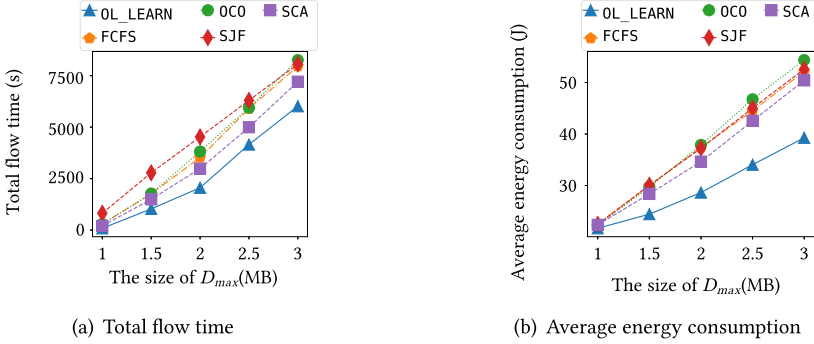 OL_LEARN OCO SCA
FCFS SJF
Total flow time (s)
7500
5000
2500
0
1 1.5 2 2.5 3
The size of D_max(MB)
(a) Total flow time
OL_LEARN OCO SCA
FCFS SJF
Average energy consumption (J)
50
40
30
1 1.5 2 2.5 3
The size of D_max(MB)
(b) Average energy consumption